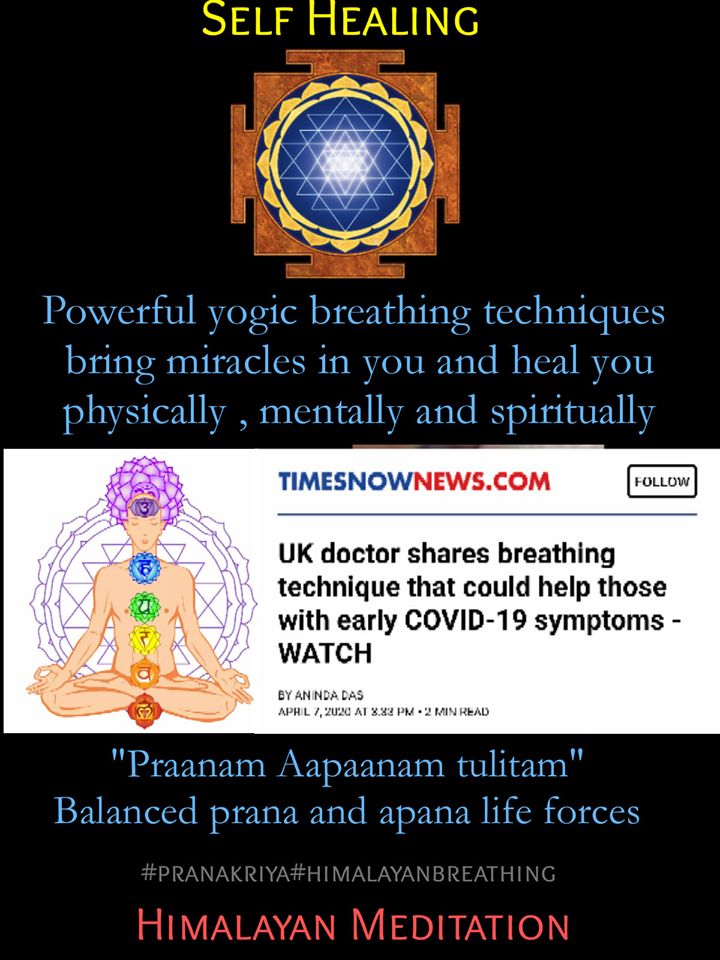 Self Healing
Powerful yogic breathing techniques
bring miracles in you and heal you
physically , mentally and spiritually
TIMESNOWNEWS.COM
FOLLOW
UK doctor shares breathing
technique that could help those
with early COVID-19 symptoms -
WATCH
BY ANINDA DAS
APRIL 7, 2020 AT 3.33 PM • 2 MIN READ
"Praanam Aapaanam tulitam"
Balanced prana and apana life forces
#PRANAKRIYA#HIMALAYANBREATHING
Himalayan Meditation